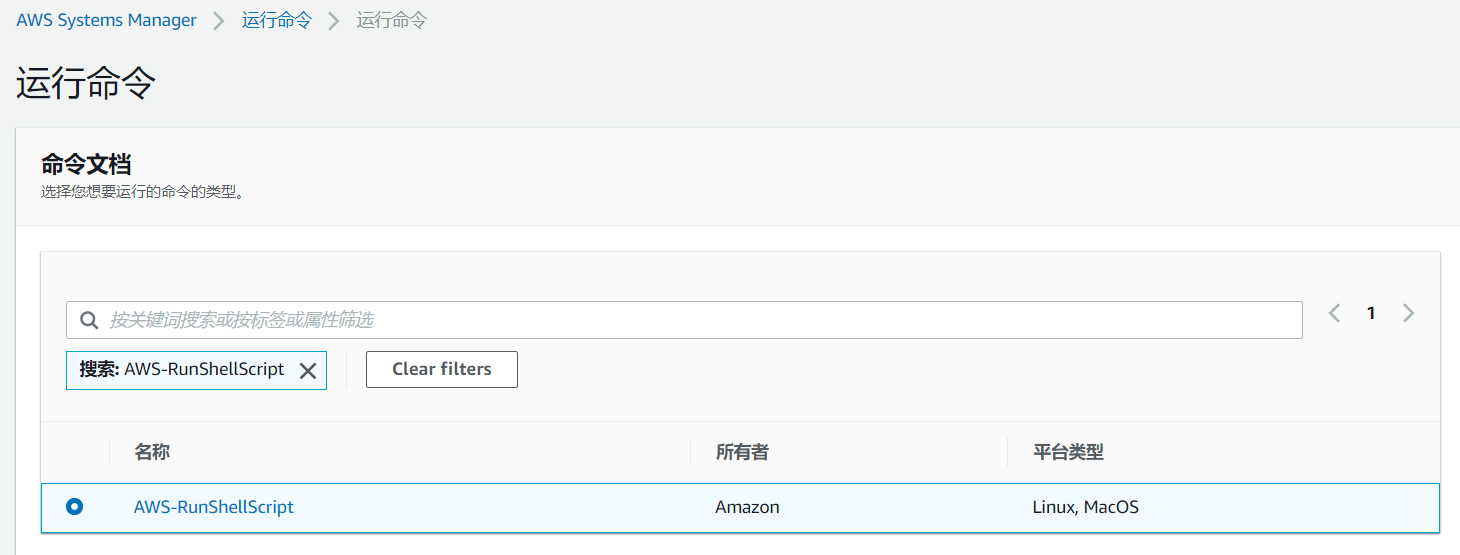 AWS Systems Manager 运行命令 运行命令
运行命令
命令文档
选择您想要运行的命令的类型。
按关键词搜索或按标签或属性筛选
1
搜索: AWS-RunShellScript
Clear filters
名称 所有者 平台类型
AWS-RunShellScript Amazon Linux, MacOS